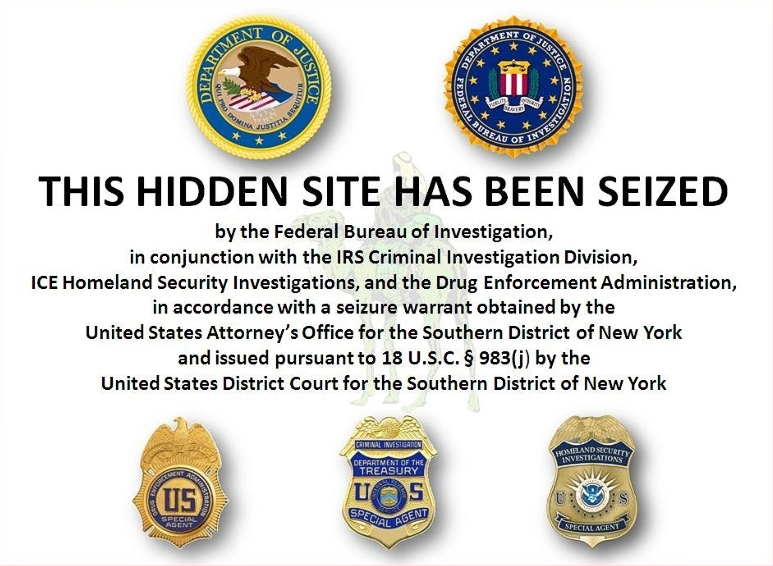 DEPARTMENT OF JUSTICE
QUI PRO DOMINA JUSTITIA SEQUITUR
DEPARTMENT OF JUSTICE
FIDELITY BRAVERY INTEGRITY
FEDERAL BUREAU OF INVESTIGATION
THIS HIDDEN SITE HAS BEEN SEIZED
by the Federal Bureau of Investigation,
in conjunction with the IRS Criminal Investigation Division,
ICE Homeland Security Investigations, and the Drug Enforcement Administration,
in accordance with a seizure warrant obtained by the
United States Attorney’s Office for the Southern District of New York
and issued pursuant to 18 U.S.C. § 983(j) by the
United States District Court for the Southern District of New York
DRUG ENFORCEMENT ADMINISTRATION
US
SPECIAL
AGENT
CRIMINAL INVESTIGATION
DEPARTMENT OF THE
TREASURY
U S
SPECIAL AGENT
HOMELAND SECURITY
INVESTIGATIONS
U S
SPECIAL AGENT